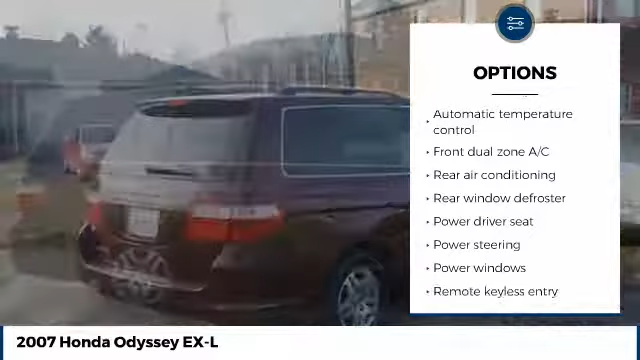 OPTIONS
Automatic temperature
control
Front dual zone A/C
Rear air conditioning
Rear window defroster
Power driver seat
Power steering
Power windows
Remote keyless entry
2007 Honda Odyssey EX-L